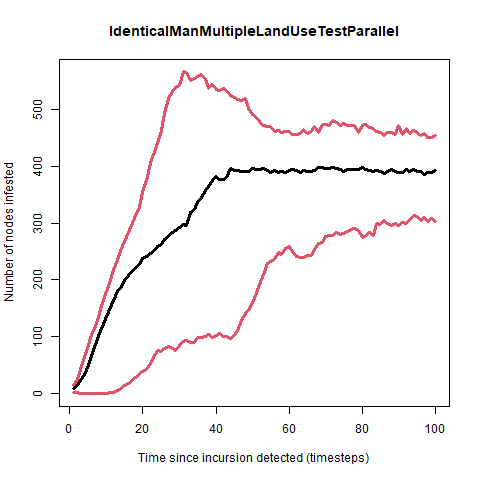 IdenticalManMultipleLandUseTestParallel
Number of nodes infested
500
400
300
200
100
0
0 20 40 60 80 100
Time since incursion detected (timesteps)